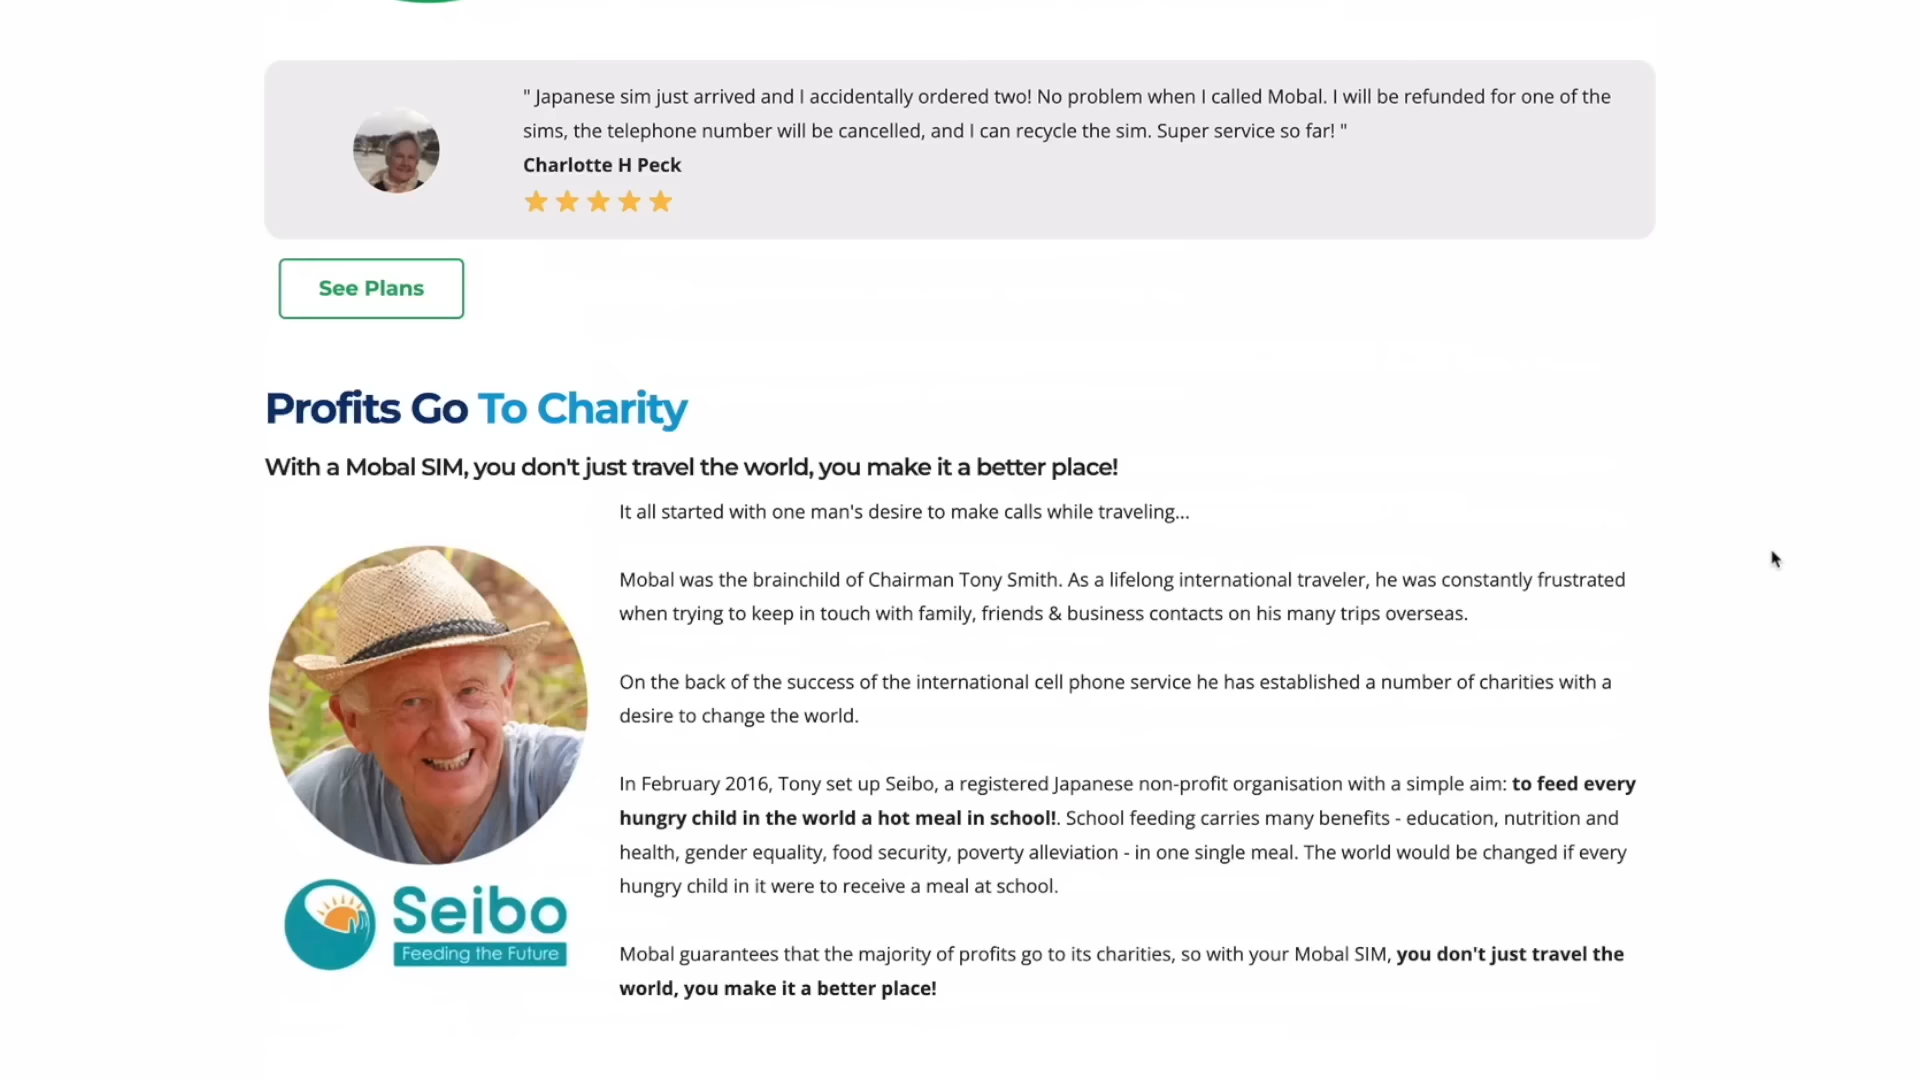 " Japanese sim just arrived and I accidentally ordered two! No problem when I called Mobal. I will be refunded for one of the
sims, the telephone number will be cancelled, and I can recycle the sim. Super service so far! "
Charlotte H Peck
See Plans
Profits Go To Charity
With a Mobal SIM, you don't just travel the world, you make it a better place!
It all started with one man's desire to make calls while traveling...
Mobal was the brainchild of Chairman Tony Smith. As a lifelong international traveler, he was constantly frustrated
when trying to keep in touch with family, friends & business contacts on his many trips overseas.
On the back of the success of the international cell phone service he has established a number of charities with a
desire to change the world.
In February 2016, Tony set up Seibo, a registered Japanese non-profit organisation with a simple aim: to feed every
hungry child in the world a hot meal in school!. School feeding carries many benefits - education, nutrition and
health, gender equality, food security, poverty alleviation - in one single meal. The world would be changed if every
hungry child in it were to receive a meal at school.
Seibo
Feeding the Future
Mobal guarantees that the majority of profits go to its charities, so with your Mobal SIM, you don't just travel the
world, you make it a better place!